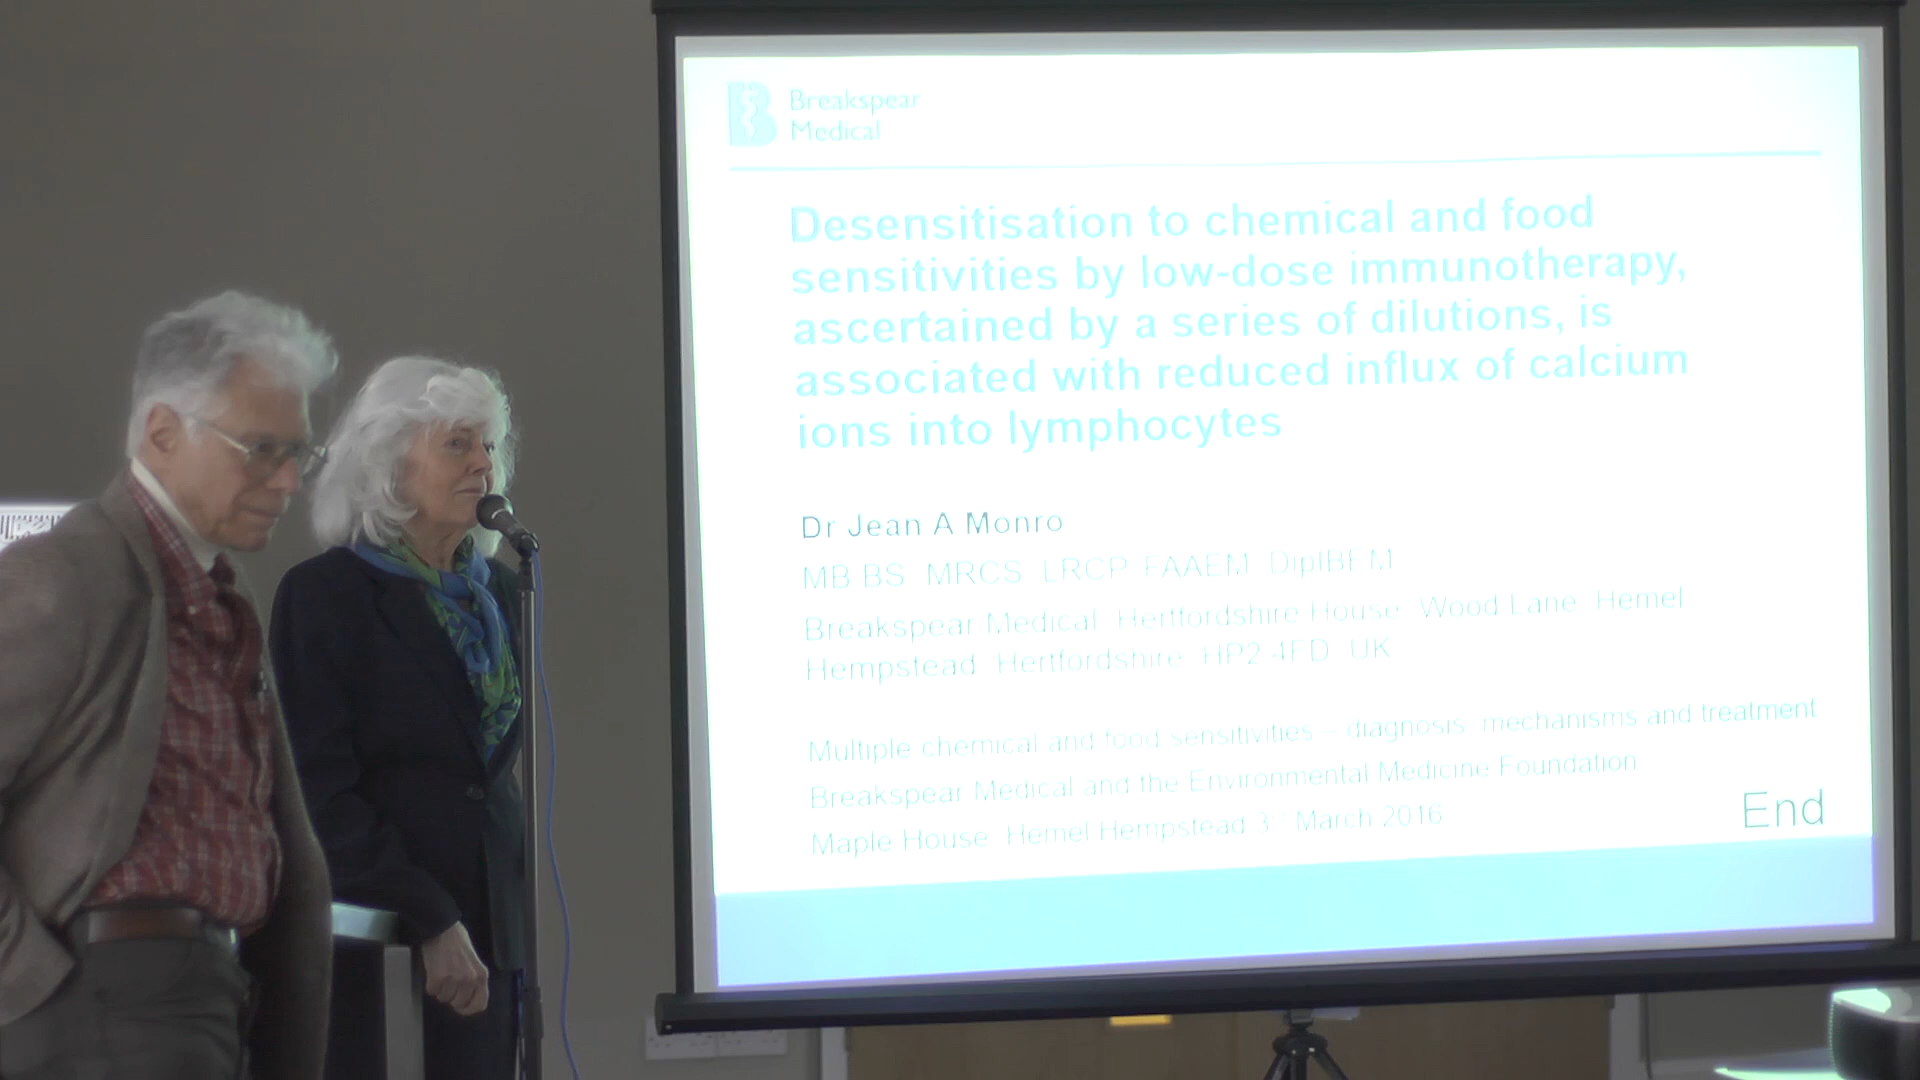 Breakspear
Medical
Desensitisation to chemical and food
sensitivities by low-dose immunotherapy,
ascertained by a series of dilutions, is
associated with reduced influx of calcium
ions into lymphocytes
Dr Jean A Monro
MB BS MRCS LRCP FAAEM DipIBEM
Breakspear Medical Hertfordshire House Wood Lane Hemel
Hempstead Hertfordshire HP2 4FD UK
Multiple chemical and food sensitivities – diagnosis mechanisms and treatment
Breakspear Medical and the Environmental Medicine Foundation
Maple House Hemel Hempstead March 2016
End